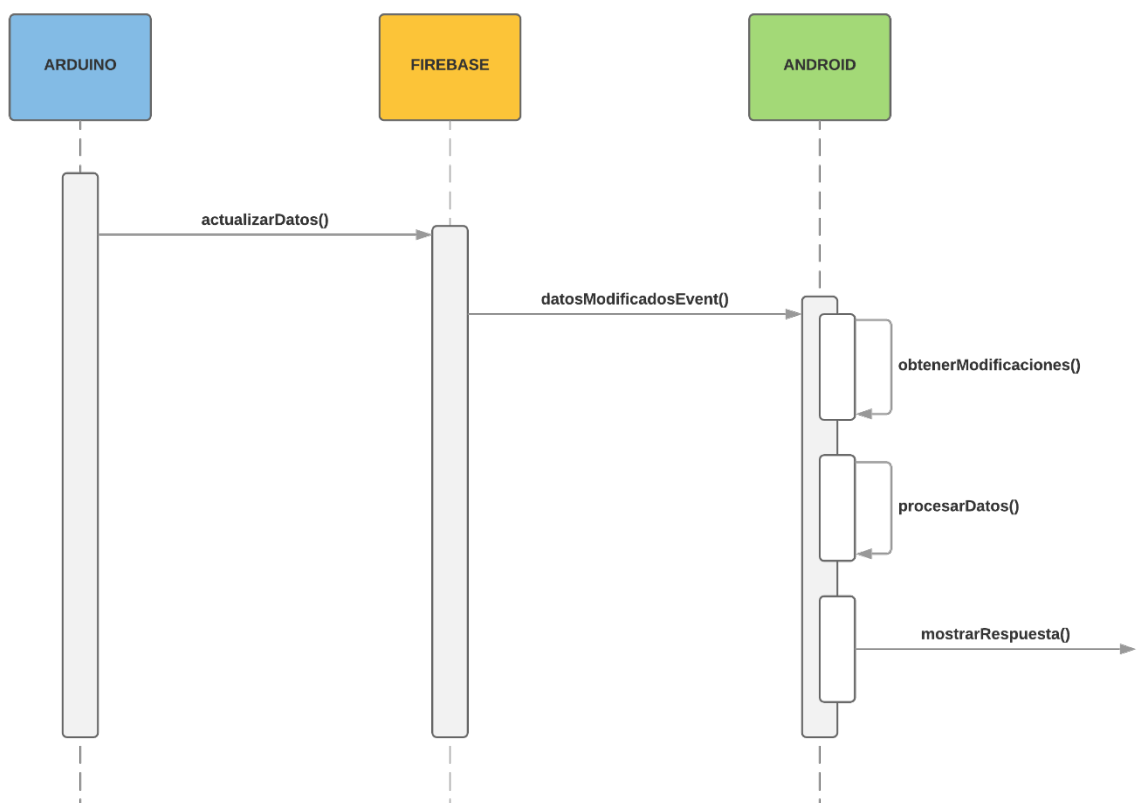 ARDUINO
FIREBASE
ANDROID
actualizarDatos()
datosModificadosEvent()
obtenerModificaciones()
procesarDatos()
mostrarRespuesta()